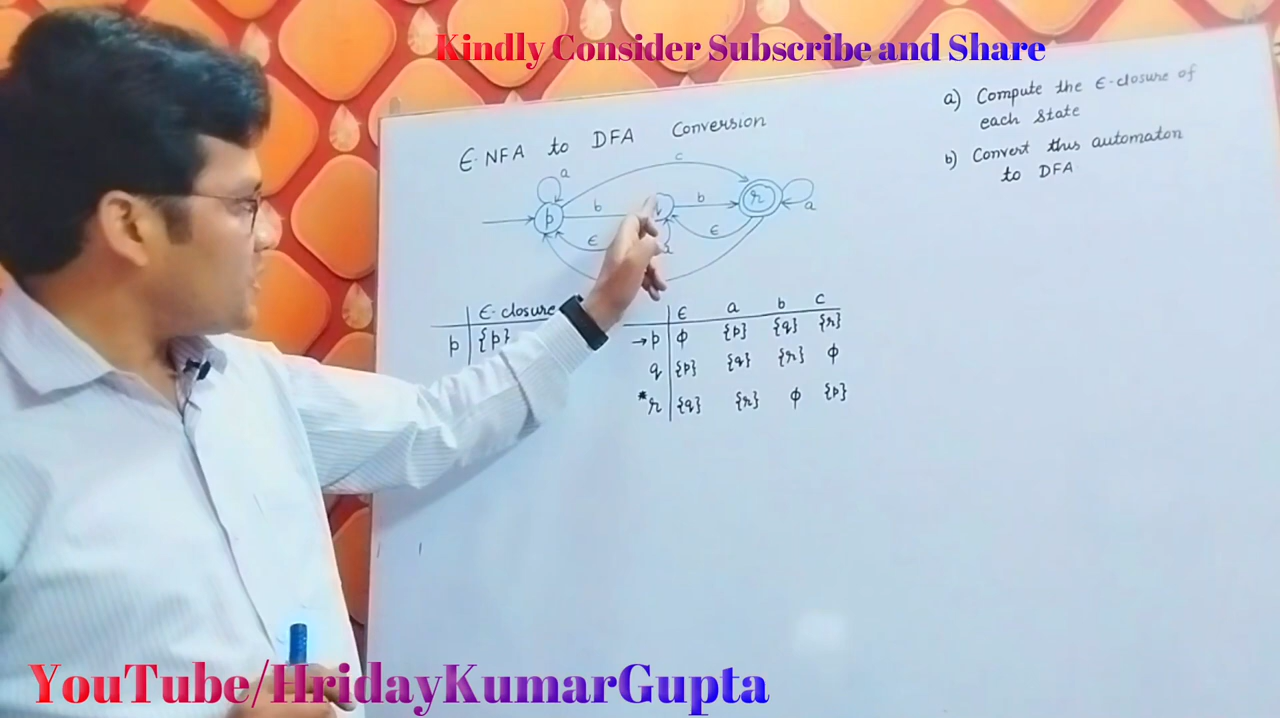 Kindly Consider Subscribe and Share
a) Compute the ε-closure of
each State
b) Convert this automaton
to DFA
ε-NFA to DFA Conversion
c
a
b
b
p
r
a
ε
ε
ε-closure
p {p}
ε a b c
→p ϕ {p} {q} {r}
q {p} {q} {r} ϕ
*r {q} {r} ϕ {p}
YouTube/HridayKumarGupta